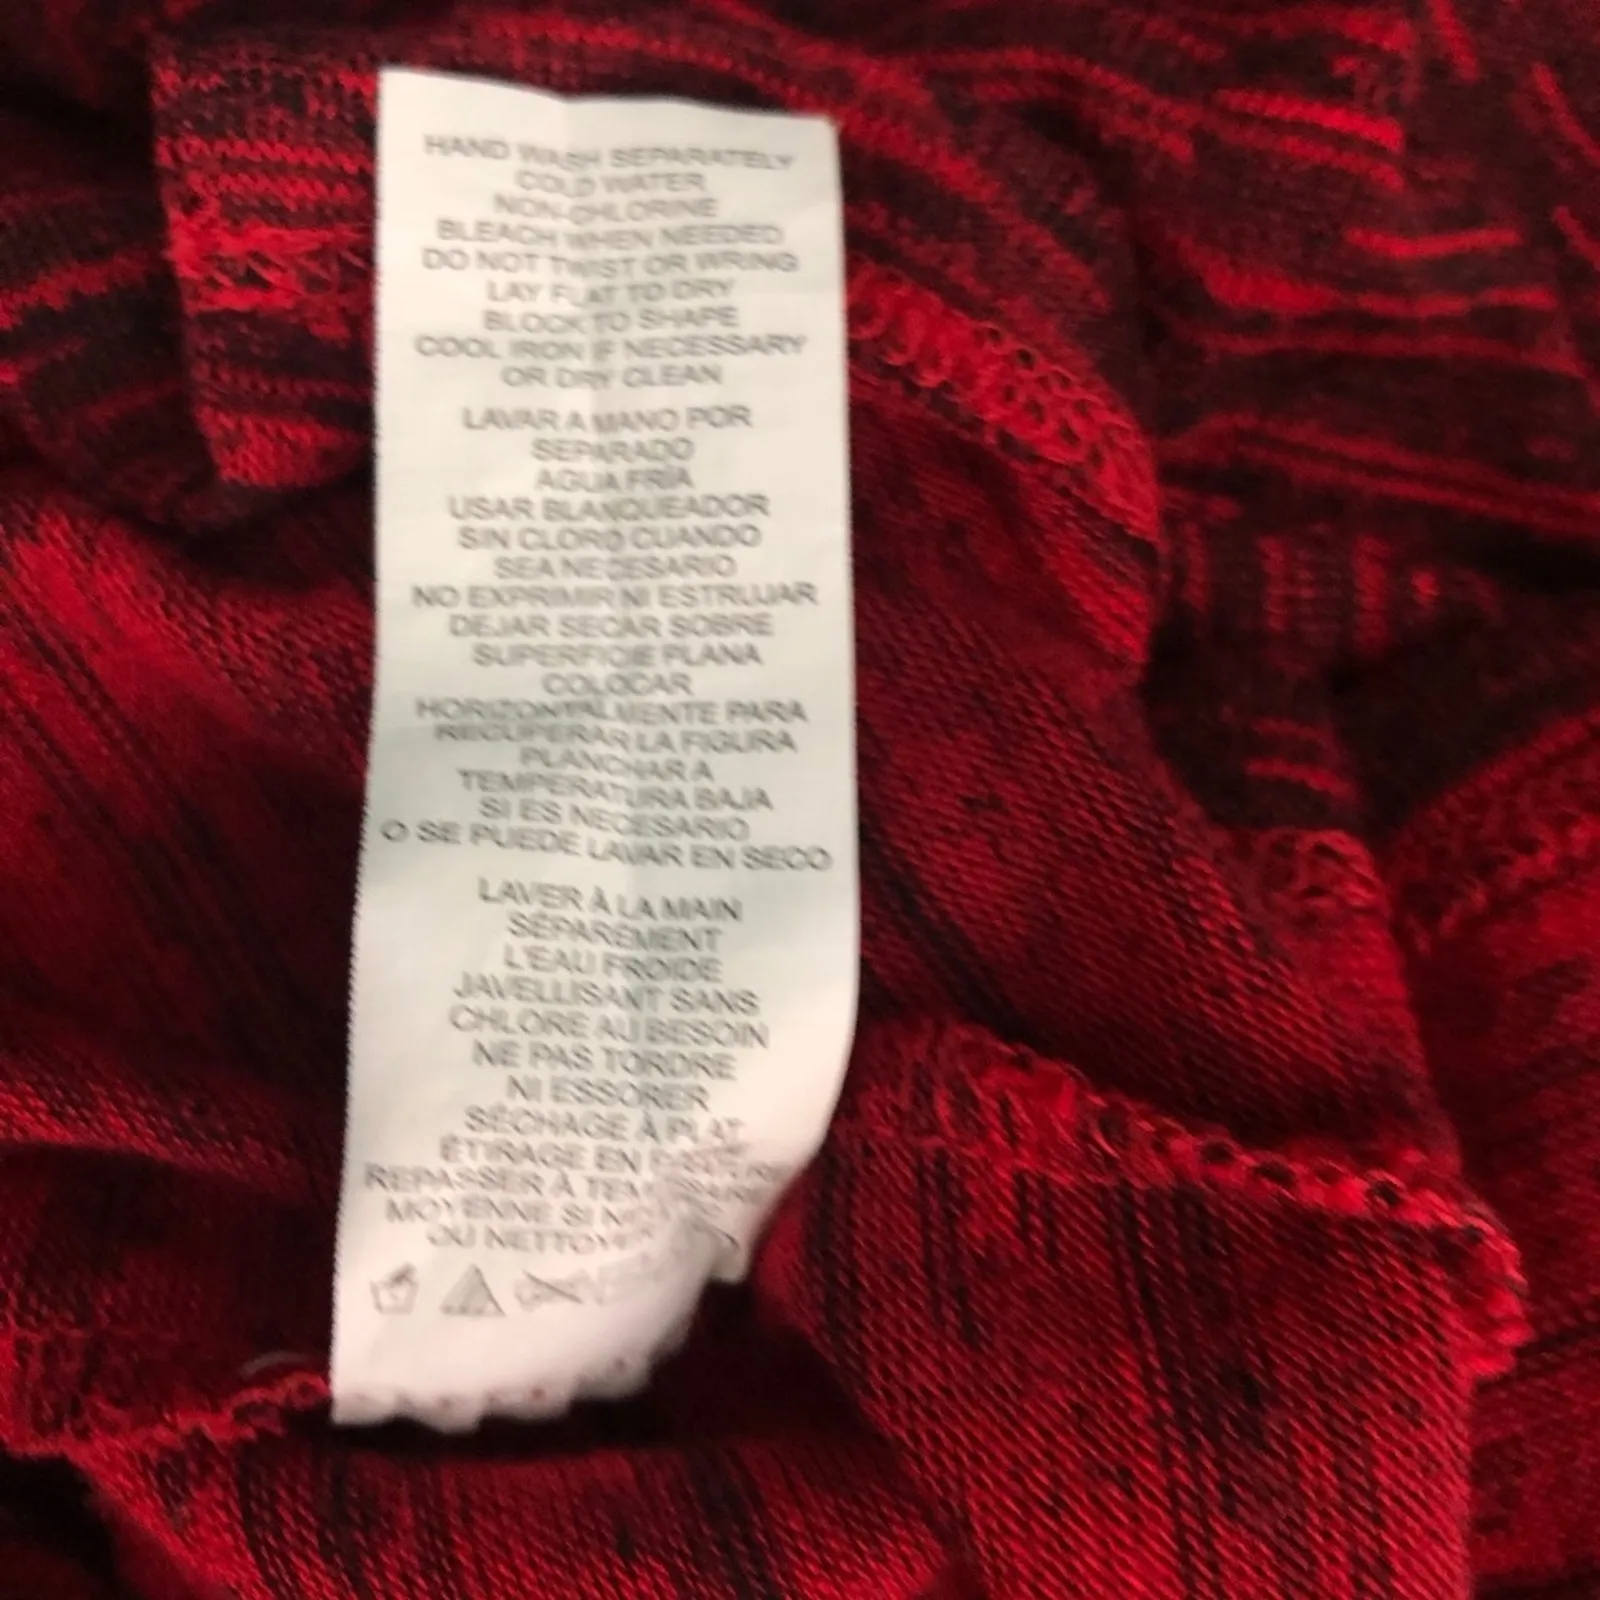 HAND WASH SEPARATELY
COLD WATER
NON-CHLORINE
BLEACH WHEN NEEDED
DO NOT TWIST OR WRING
LAY FLAT TO DRY
BLOCK TO SHAPE
COOL IRON IF NECESSARY
OR DRY CLEAN
LAVAR A MANO POR
SEPARADO
AGUA FRÍA
USAR BLANQUEADOR
SIN CLORO CUANDO
SEA NECESARIO
NO EXPRIMIR NI ESTRUJAR
DEJAR SECAR SOBRE
SUPERFICIE PLANA
COLOCAR
HORIZONTALMENTE PARA
RECUPERAR LA FIGURA
PLANCHAR A
TEMPERATURA BAJA
SI ES NECESARIO
O SE PUEDE LAVAR EN SECO
LAVER À LA MAIN
SÉPARÉMENT
L'EAU FROIDE
JAVELLISANT SANS
CHLORE AU BESOIN
NE PAS TORDRE
NI ESSORER
SÉCHAGE À PLAT
ÉTIRAGE EN
REPASSER À
MOYENNE SI
OU